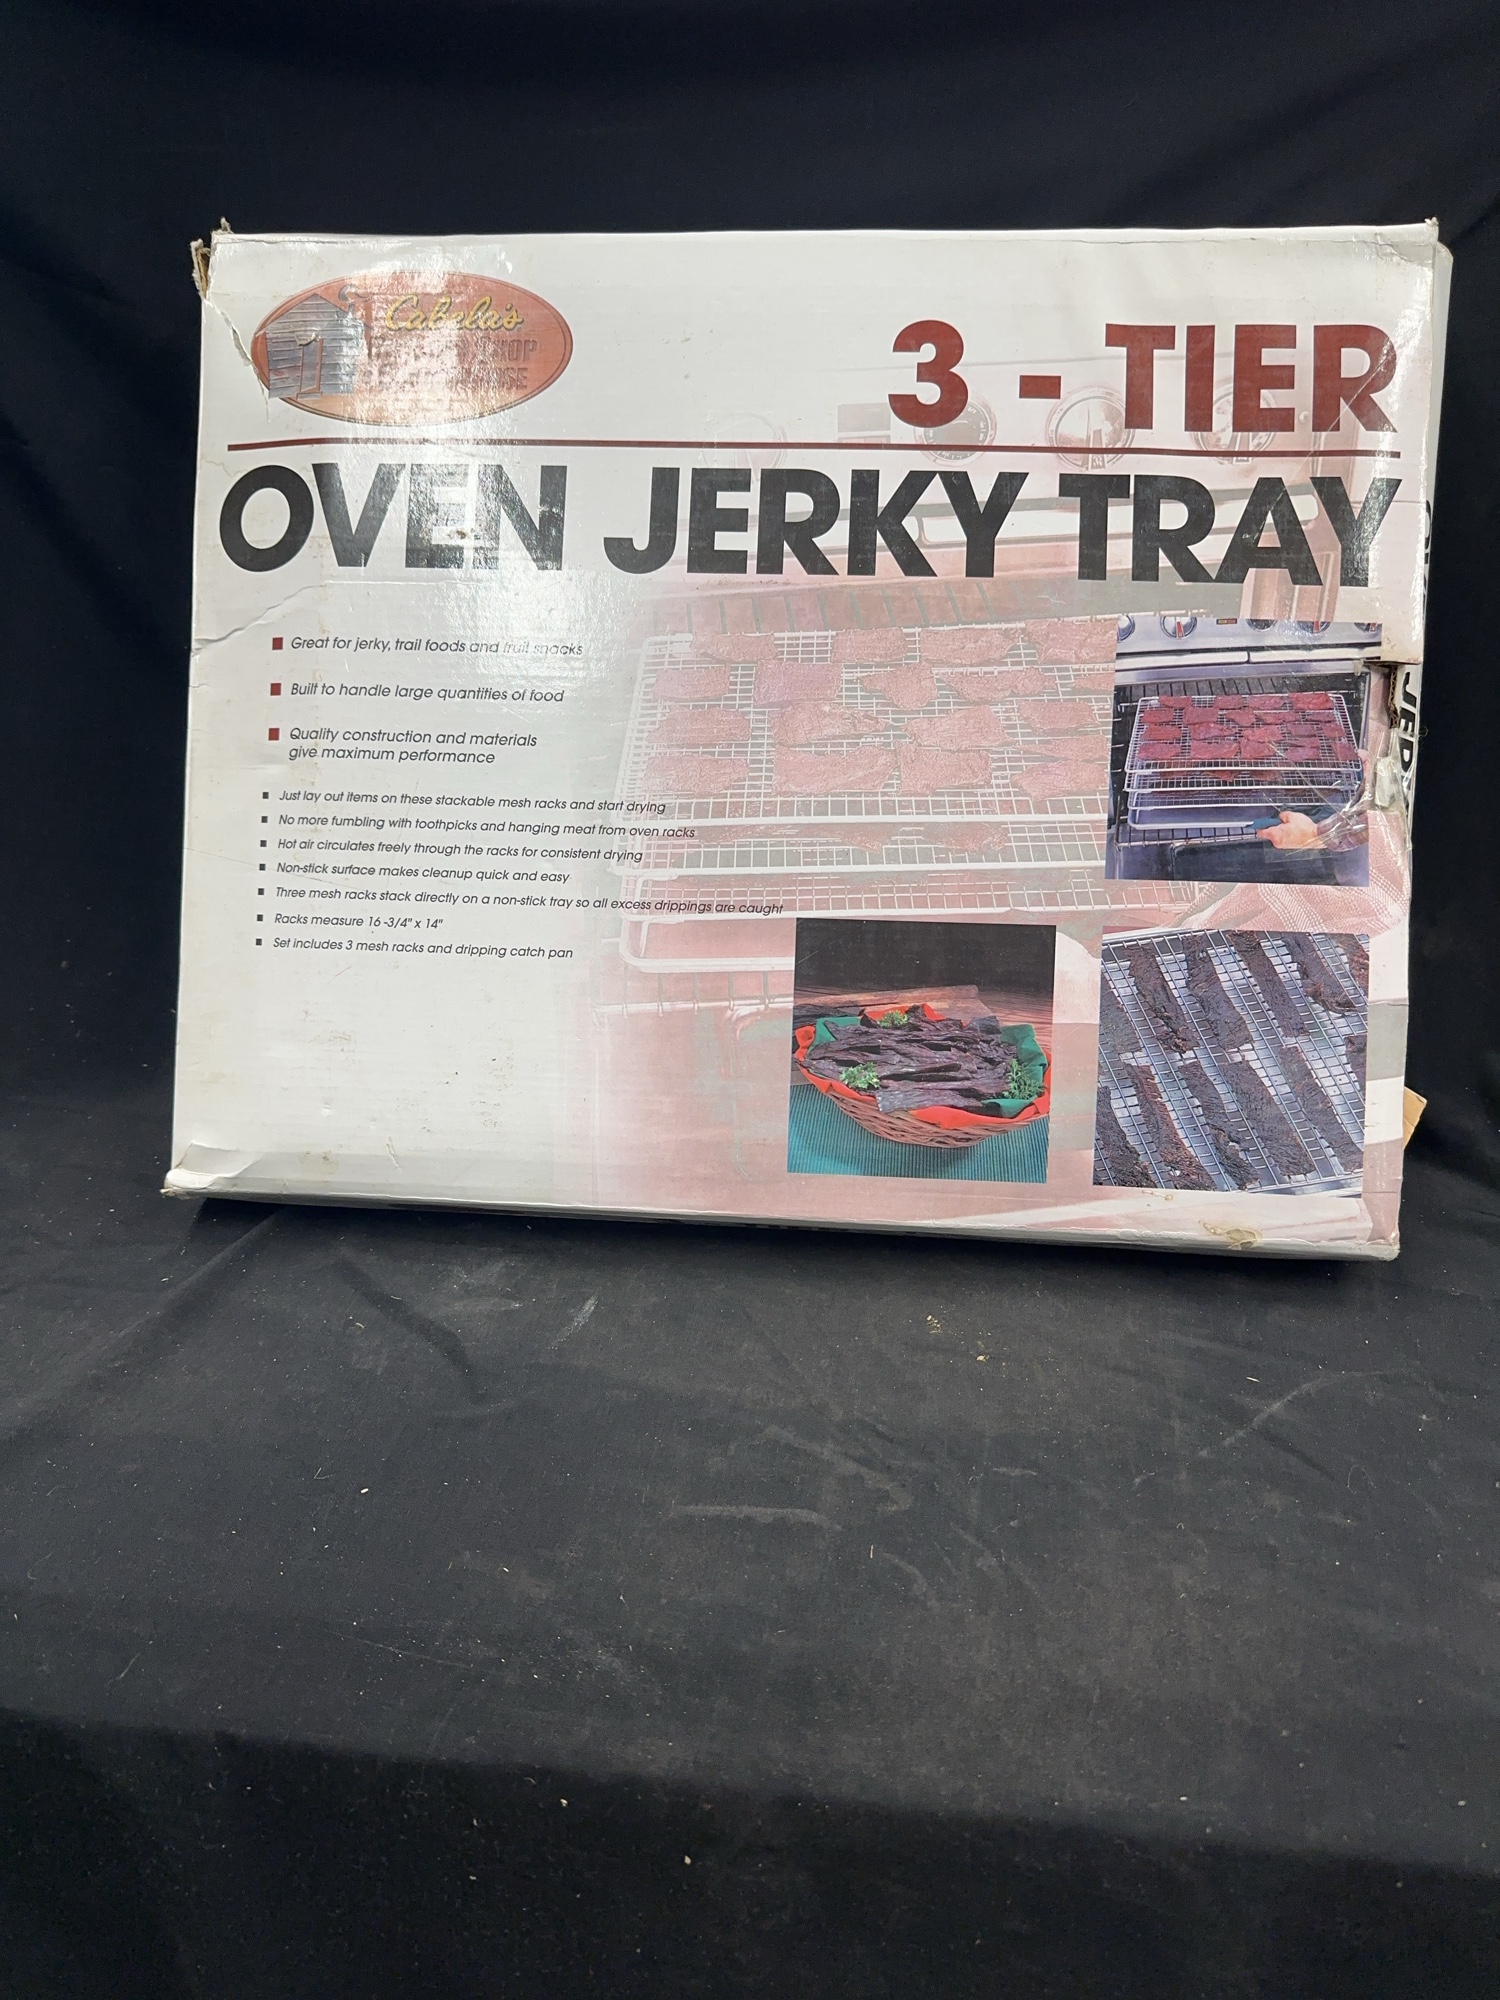 Cabela's
SHOP
3 - TIER
OVEN JERKY TRAY
Great for jerky, trail foods and fruit snacks
Built to handle large quantities of food
Quality construction and materials
give maximum performance
Just lay out items on these stackable mesh racks and start drying
No more fumbling with toothpicks and hanging meat from oven racks
Hot air circulates freely through the racks for consistent drying
Non-stick surface makes cleanup quick and easy
Three mesh racks stack directly on a non-stick tray so all excess drippings are caught
Racks measure 16 -3/4" x 14"
Set includes 3 mesh racks and dripping catch pan